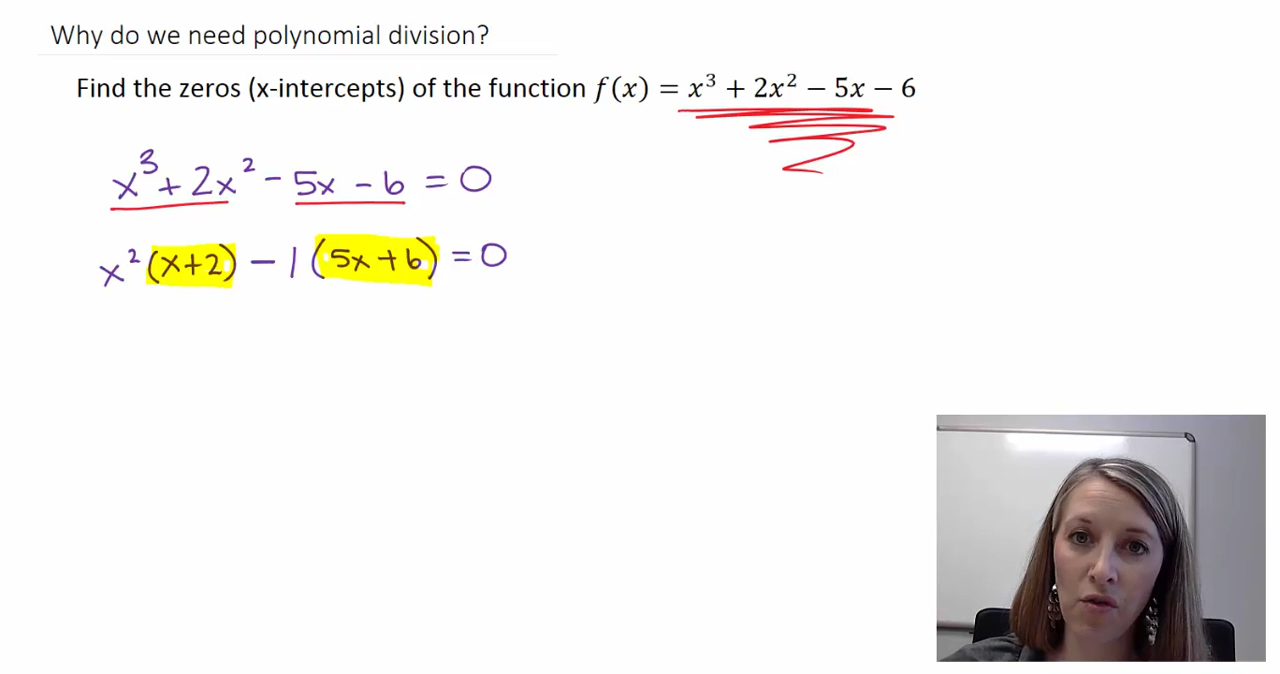 Why do we need polynomial division?
Find the zeros (x-intercepts) of the function f(x) = x³ + 2x² − 5x − 6
x³ + 2x² − 5x − 6 = 0
x² (x+2) − 1 (5x+6) = 0